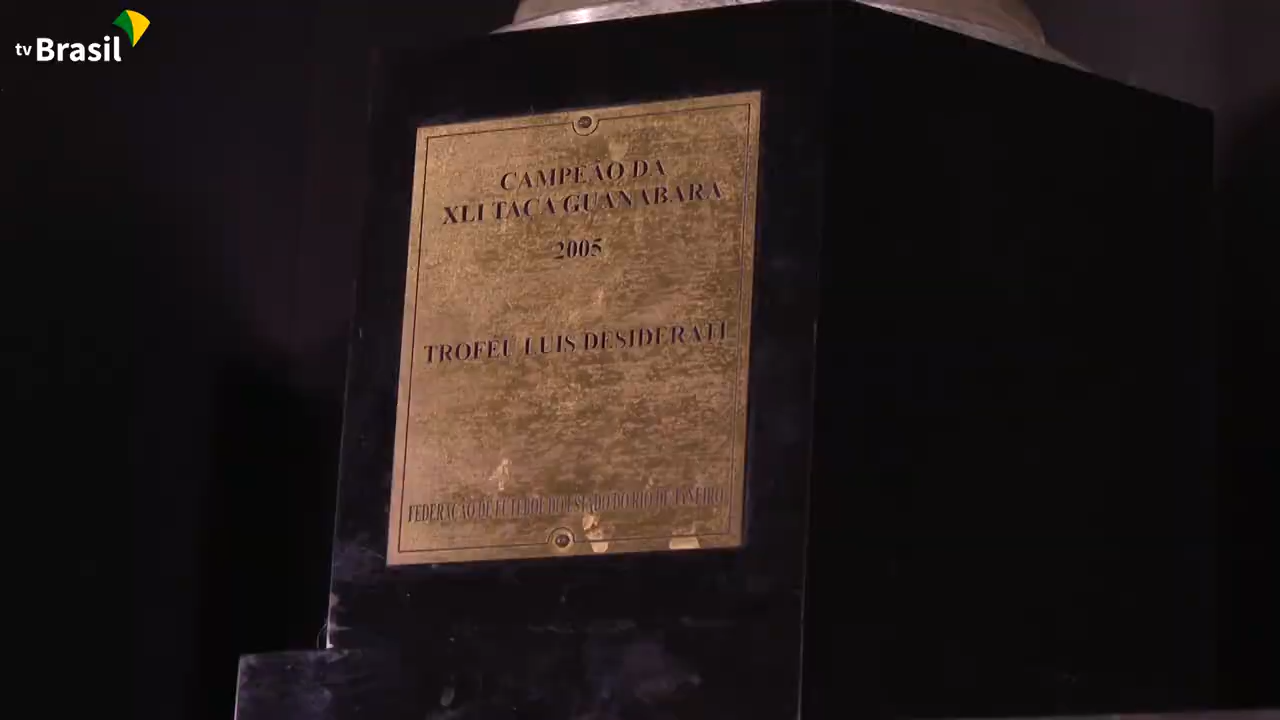 tv Brasil
CAMPEÃO DA
XLI TAÇA GUANABARA
2005
TROFÉU LUIS DESIDERATI
FEDERAÇÃO DE FUTEBOL DO ESTADO DO RIO DE JANEIRO